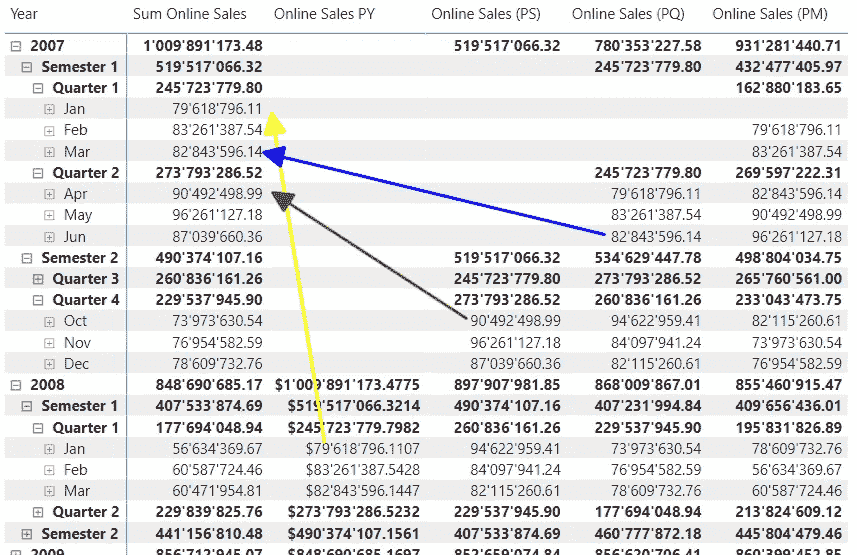 Year Sum Online Sales Online Sales PY Online Sales (PS) Online Sales (PQ) Online Sales (PM)
2007 1'009'891'173.48 519'517'066.32 780'353'227.58 931'281'440.71
Semester 1 519'517'066.32 245'723'779.80 432'477'405.97
Quarter 1 245'723'779.80 162'880'183.65
Jan 79'618'796.11
Feb 83'261'387.54 79'618'796.11
Mar 82'843'596.14 83'261'387.54
Quarter 2 273'793'286.52 245'723'779.80 269'597'222.31
Apr 90'492'498.99 79'618'796.11 82'843'596.14
May 96'261'127.18 83'261'387.54 90'492'498.99
Jun 87'039'660.36 82'843'596.14 96'261'127.18
Semester 2 490'374'107.16 519'517'066.32 534'629'447.78 498'804'034.75
Quarter 3 260'836'161.26 245'723'779.80 273'793'286.52 265'760'561.00
Quarter 4 229'537'945.90 273'793'286.52 260'836'161.26 233'043'473.75
Oct 73'973'630.54 90'492'498.99 94'622'959.41 82'115'260.61
Nov 76'954'582.59 96'261'127.18 84'097'941.24 73'973'630.54
Dec 78'609'732.76 87'039'660.36 82'115'260.61 76'954'582.59
2008 848'690'685.17 $1'009'891'173.4775 897'907'981.85 868'009'867.01 855'460'915.47
Semester 1 407'533'874.69 $519'517'066.3214 490'374'107.16 407'231'994.84 409'656'436.01
Quarter 1 177'694'048.94 $245'723'779.7982 260'836'161.26 229'537'945.90 195'831'826.89
Jan 56'634'369.67 $79'618'796.1107 94'622'959.41 73'973'630.54 78'609'732.76
Feb 60'587'724.46 $83'261'387.5428 84'097'941.24 76'954'582.59 56'634'369.67
Mar 60'471'954.81 $82'843'596.1447 82'115'260.61 78'609'732.76 60'587'724.46
Quarter 2 229'839'825.76 $273'793'286.5232 229'537'945.90 177'694'048.94 213'824'609.12
Semester 2 441'156'810.48 $490'374'107.1561 407'533'874.69 460'777'872.18 445'804'479.46
2009 856'712'945.07 $848'690'685.1697 852'659'074.84 856'620'706.41